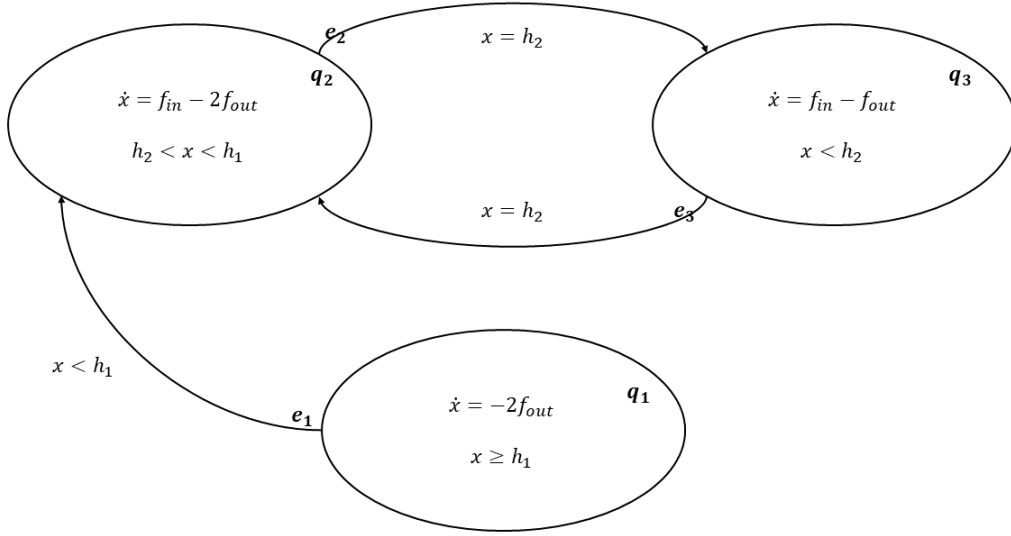 e₂
x = h₂
q₂
q₃
ẋ = f_in − 2f_out
ẋ = f_in − f_out
h₂ < x < h₁
x < h₂
x = h₂
e₃
x < h₁
q₁
e₁
ẋ = −2f_out
x ≥ h₁